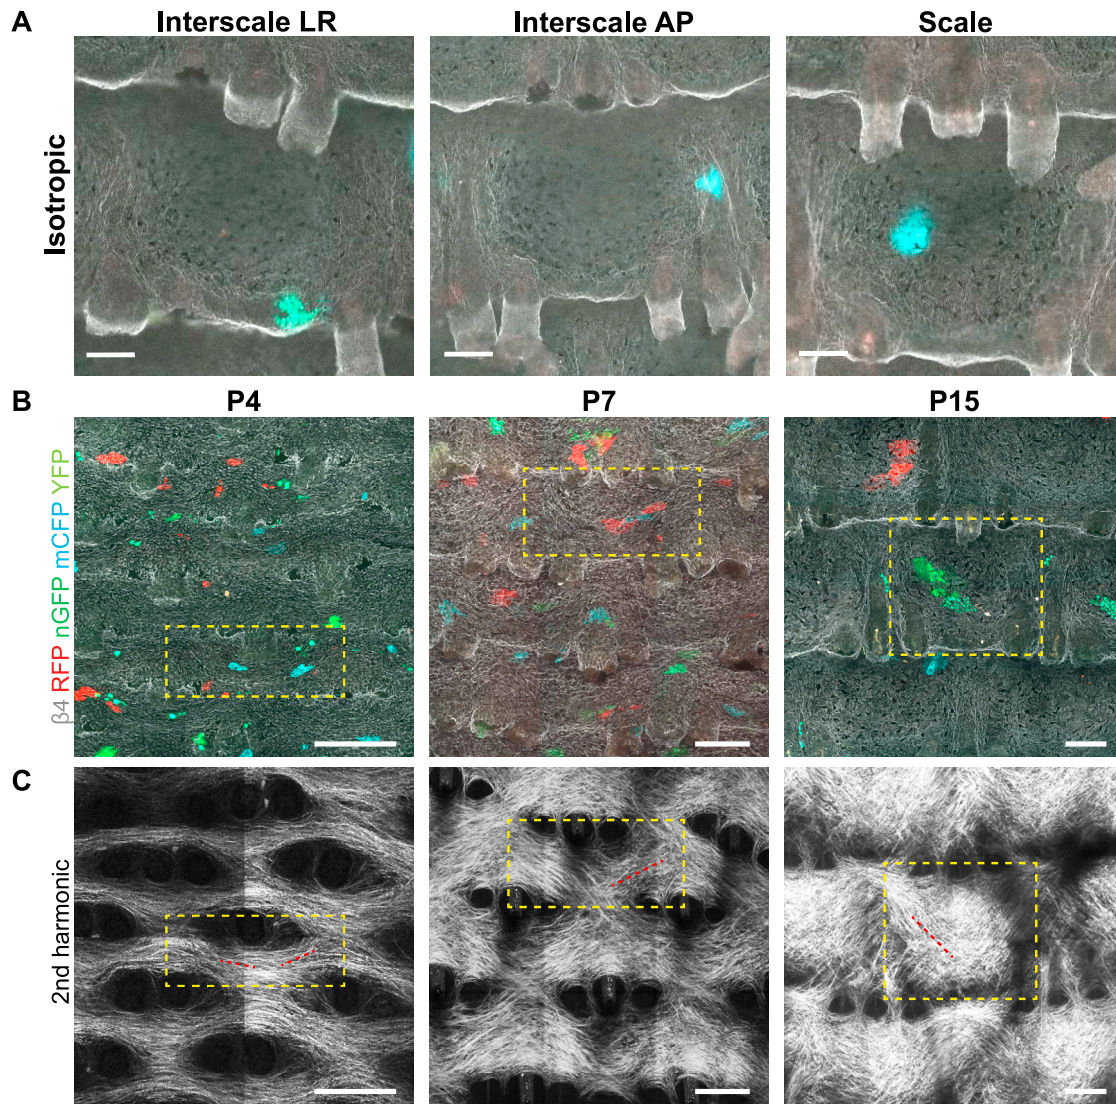 A
Interscale LR
Interscale AP
Scale
Isotropic
B
P4
P7
P15
β4 RFP nGFP mCFP YFP
C
2nd harmonic